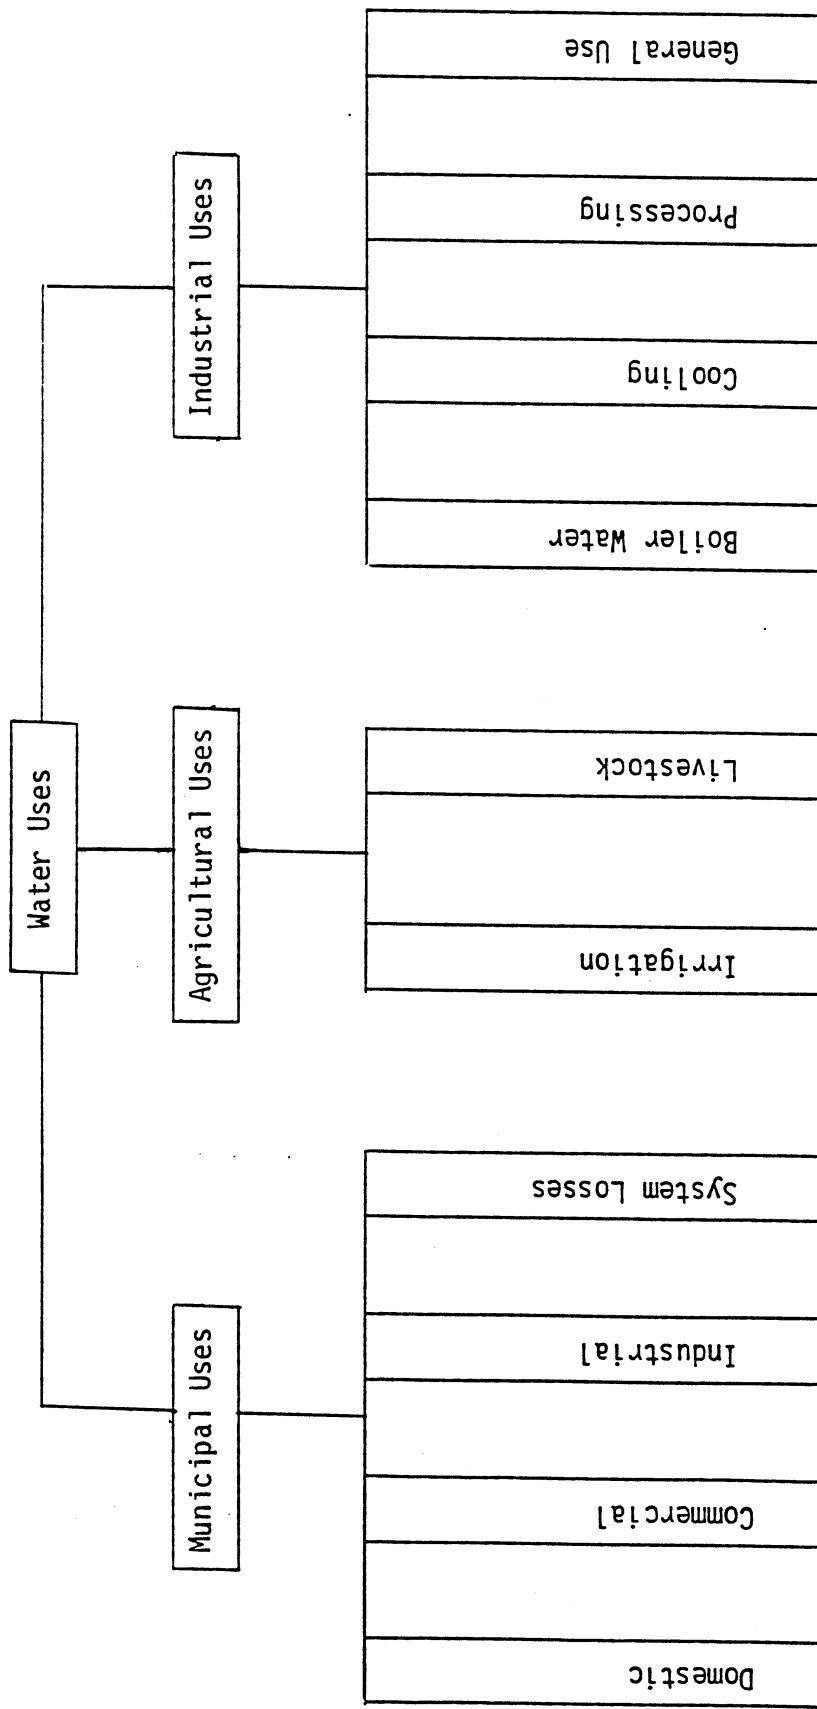 Water Uses
Municipal Uses
Agricultural Uses
Industrial Uses
Domestic
Commercial
Industrial
System Losses
Irrigation
Livestock
Boiler Water
Cooling
Processing
General Use